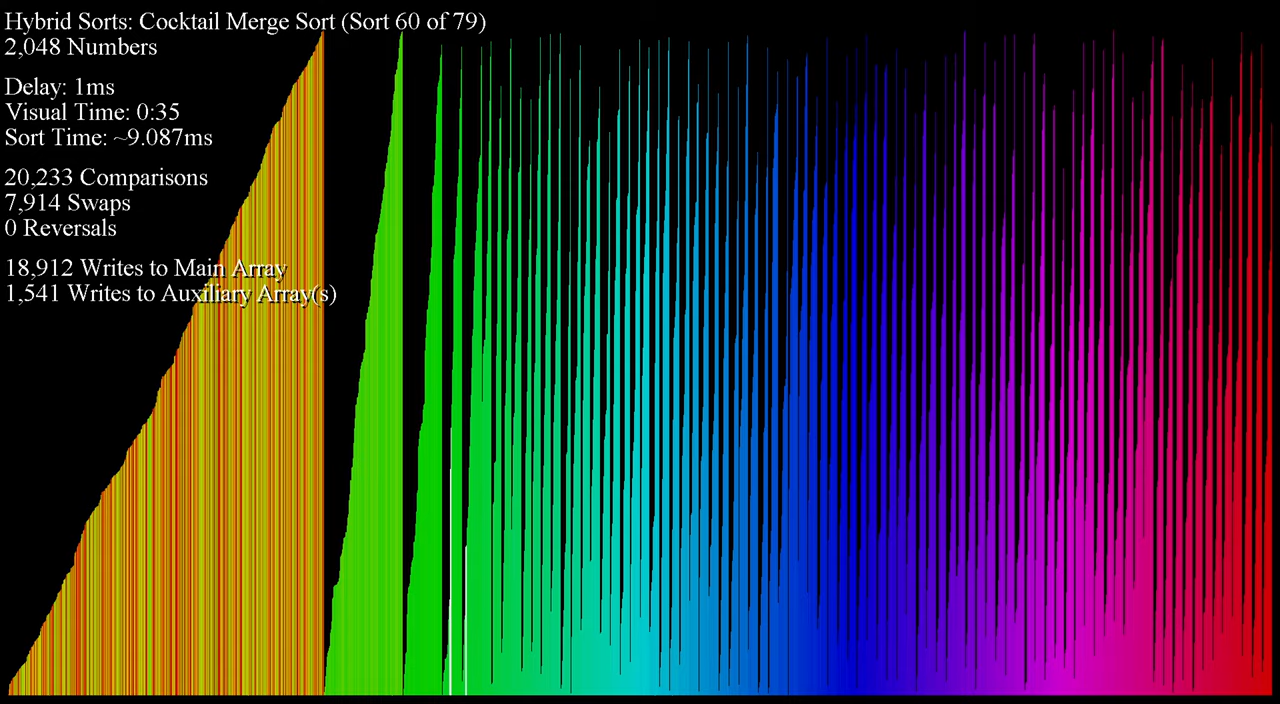 Hybrid Sorts: Cocktail Merge Sort (Sort 60 of 79)
2,048 Numbers
Delay: 1ms
Visual Time: 0:35
Sort Time: ~9.087ms
20,233 Comparisons
7,914 Swaps
0 Reversals
18,912 Writes to Main Array
1,541 Writes to Auxiliary Array(s)